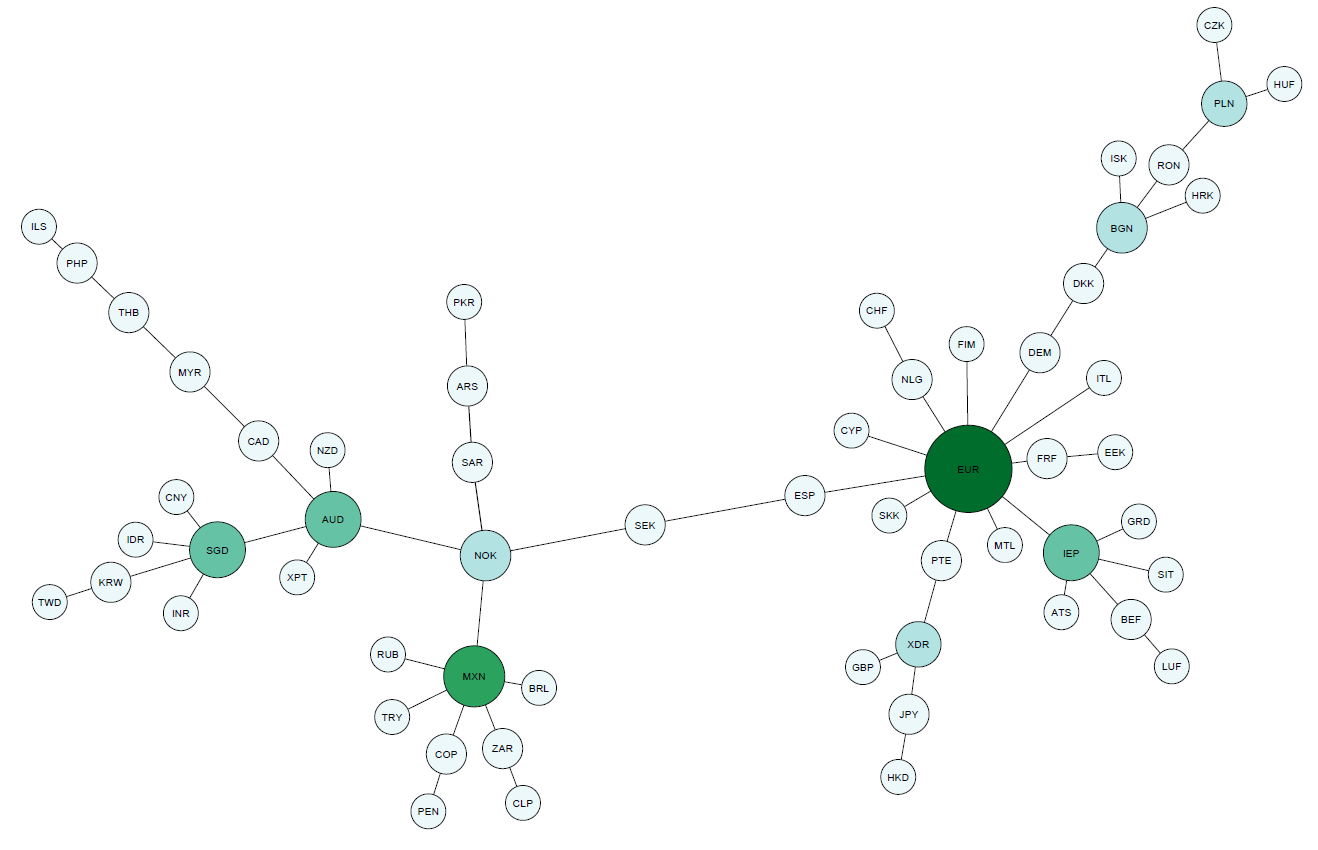 CZK
HUF
PLN
ISK
RON
HRK
ILS
BGN
PHP
DKK
PKR
CHF
THB
FIM
DEM
MYR
NLG
ITL
ARS
CYP
CAD
NZD
EEK
FRF
SAR
EUR
CNY
ESP
SKK
AUD
GRD
SEK
IDR
MTL
SGD
IEP
NOK
PTE
SIT
KRW
XPT
TWD
INR
ATS
BEF
XDR
RUB
GBP
LUF
MXN
BRL
TRY
JPY
ZAR
COP
HKD
CLP
PEN